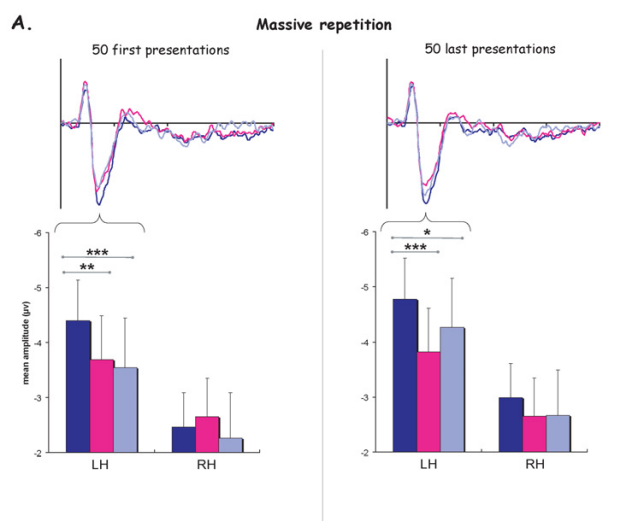 A.
Massive repetition
50 first presentations
50 last presentations
-6
***
**
-5
-4
-3
-2
mean amplitude (µv)
LH
RH
-6
*
***
-5
-4
-3
-2
LH
RH